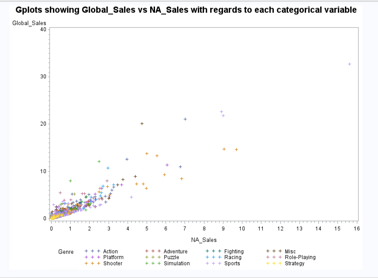 Gplots showing Global_Sales vs NA_Sales with regards to each categorical variable
Global_Sales
40
30
20
10
0
0 1 2 3 4 5 6 7 8 9 10 11 12 13 14 15 16
NA_Sales
Genre + + + Action + + + Adventure + + + Fighting + + + Misc
+ + + Platform + + + Puzzle + + + Racing + + + Role-Playing
+ + + Shooter + + + Simulation + + + Sports + + + Strategy